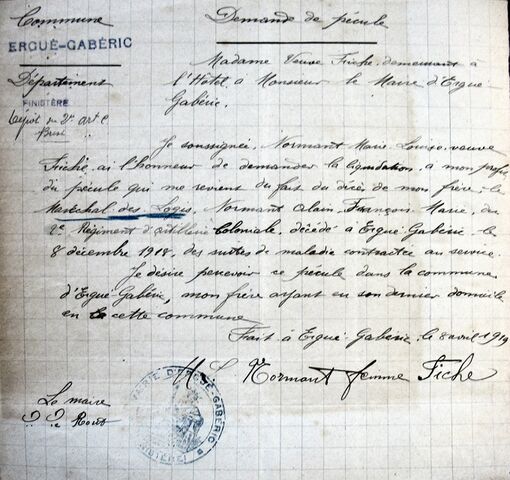 Commune
ERGUÉ-GABÉRIC
Demande de pécule
Département
FINISTÈRE
Dépôt du 2e art C
Brest
Madame Veuve Fiche, demeurant à
l'Hôtel à Monsieur le Maire d'Ergué-
Gabéric.
Je soussignée, Normant Marie Louise, veuve
Fiche, ai l'honneur de demander la liquidation, à mon profit,
du pécule qui me revient du fait du décès de mon frère, le
Maréchal des Logis, Normant Alain, François Marie, du
2e Régiment d'artillerie Coloniale, décédé à Ergué-Gabéric le
8 décembre 1918, des suites de maladie contractée au service.
Je désire percevoir ce pécule dans la commune
d'Ergué-Gabéric, mon frère ayant eu son dernier domicile
en cette commune
Fait à Ergué-Gabéric, le 8 avril 1919
M L Normant femme Fiche
Le maire
MAIRIE D'ERGUÉ-GABÉRIC
(FINISTÈRE)